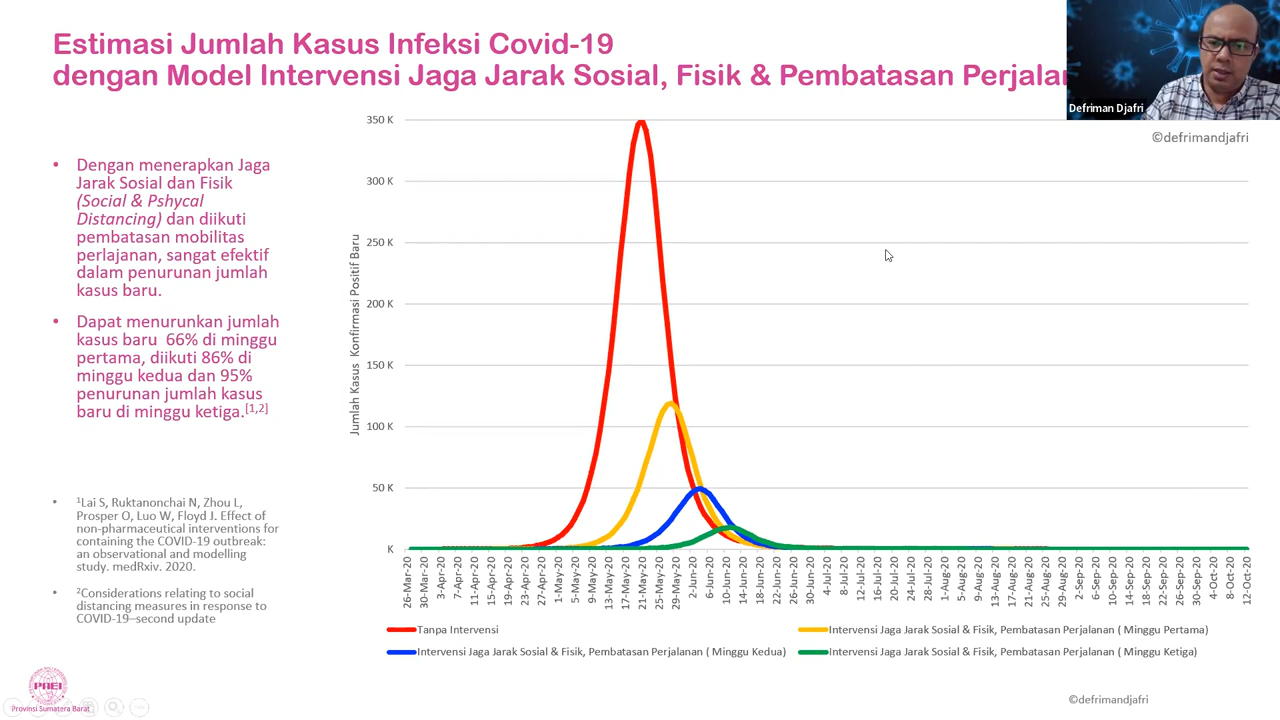 Estimasi Jumlah Kasus Infeksi Covid-19
dengan Model Intervensi Jaga Jarak Sosial, Fisik & Pembatasan Perjalan
Defriman Djafri
©defrimandjafri
• Dengan menerapkan Jaga
Jarak Sosial dan Fisik
(Social & Pshycal
Distancing) dan diikuti
pembatasan mobilitas
perlajanan, sangat efektif
dalam penurunan jumlah
kasus baru.
• Dapat menurunkan jumlah
kasus baru 66% di minggu
pertama, diikuti 86% di
minggu kedua dan 95%
penurunan jumlah kasus
baru di minggu ketiga.[1,2]
• 1Lai S, Ruktanonchai N, Zhou L,
Prosper O, Luo W, Floyd J. Effect of
non-pharmaceutical interventions for
containing the COVID-19 outbreak:
an observational and modelling
study. medRxiv. 2020.
• 2Considerations relating to social
distancing measures in response to
COVID-19–second update
Jumlah Kasus Konfirmasi Positif Baru
350 K
300 K
250 K
200 K
150 K
100 K
50 K
K
26-Mar-20
30-Mar-20
3-Apr-20
7-Apr-20
11-Apr-20
15-Apr-20
19-Apr-20
23-Apr-20
27-Apr-20
1-May-20
5-May-20
9-May-20
13-May-20
17-May-20
21-May-20
25-May-20
29-May-20
2-Jun-20
6-Jun-20
10-Jun-20
14-Jun-20
18-Jun-20
22-Jun-20
26-Jun-20
30-Jun-20
4-Jul-20
8-Jul-20
12-Jul-20
16-Jul-20
20-Jul-20
24-Jul-20
28-Jul-20
1-Aug-20
5-Aug-20
9-Aug-20
13-Aug-20
17-Aug-20
21-Aug-20
25-Aug-20
29-Aug-20
2-Sep-20
6-Sep-20
10-Sep-20
14-Sep-20
18-Sep-20
22-Sep-20
26-Sep-20
30-Sep-20
4-Oct-20
8-Oct-20
12-Oct-20
Tanpa Intervensi
Intervensi Jaga Jarak Sosial & Fisik, Pembatasan Perjalanan ( Minggu Pertama)
Intervensi Jaga Jarak Sosial & Fisik, Pembatasan Perjalanan ( Minggu Kedua)
Intervensi Jaga Jarak Sosial & Fisik, Pembatasan Perjalanan ( Minggu Ketiga)
PAEI
Provinsi Sumatera Barat
©defrimandjafri